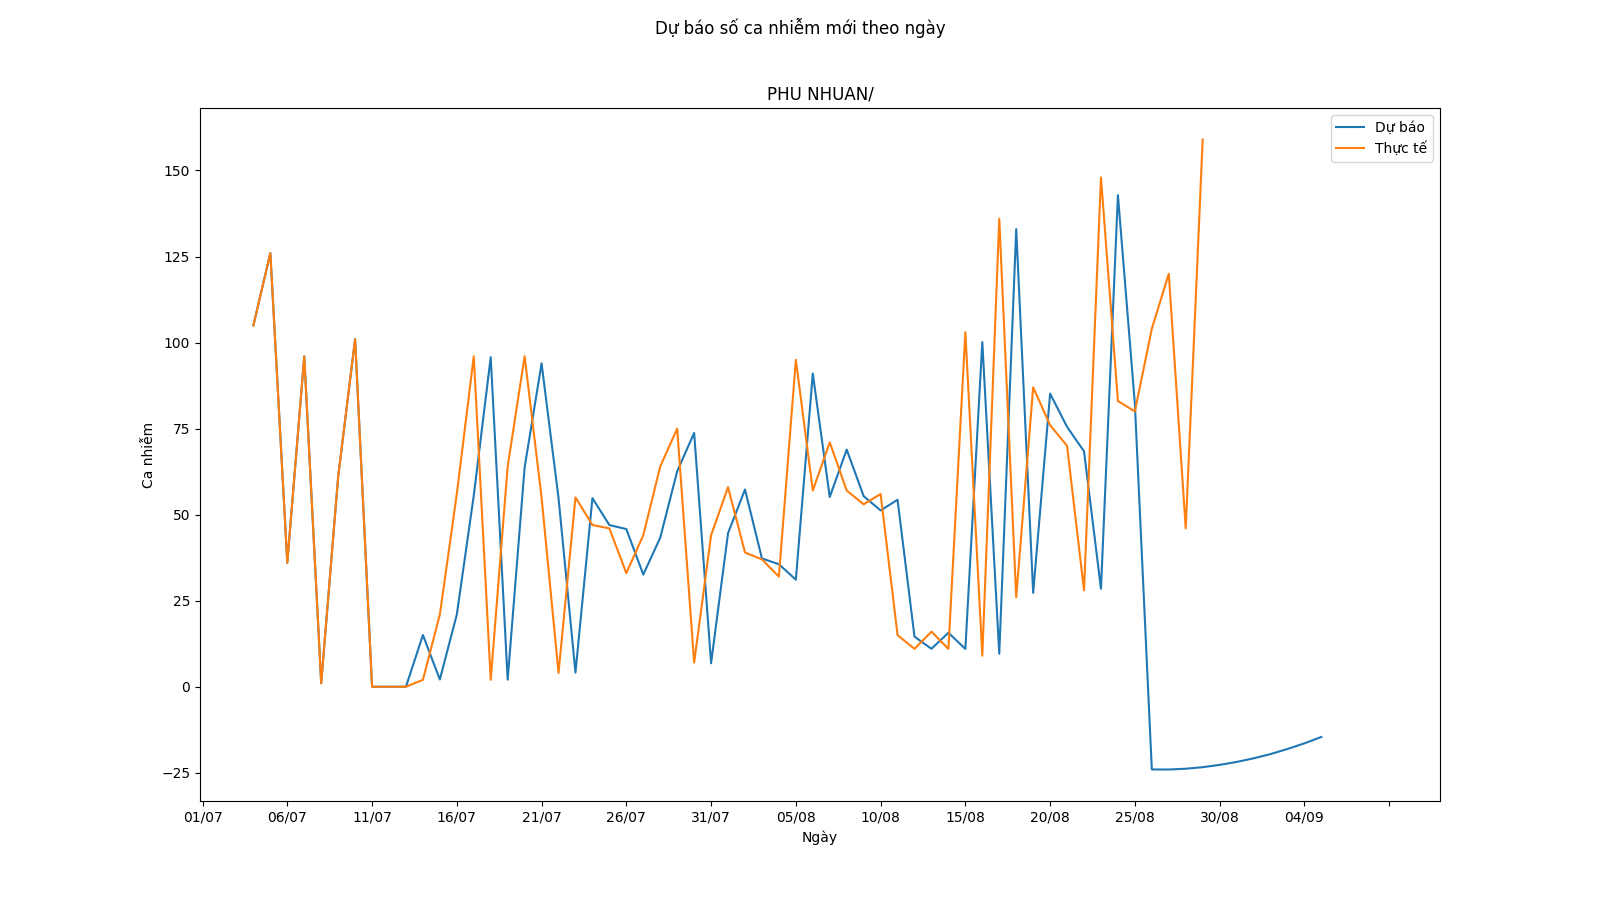 Dự báo số ca nhiễm mới theo ngày
PHU NHUAN/
Dự báo
Thực tế
150
125
100
75
50
25
0
−25
Ca nhiễm
01/07 06/07 11/07 16/07 21/07 26/07 31/07 05/08 10/08 15/08 20/08 25/08 30/08 04/09
Ngày